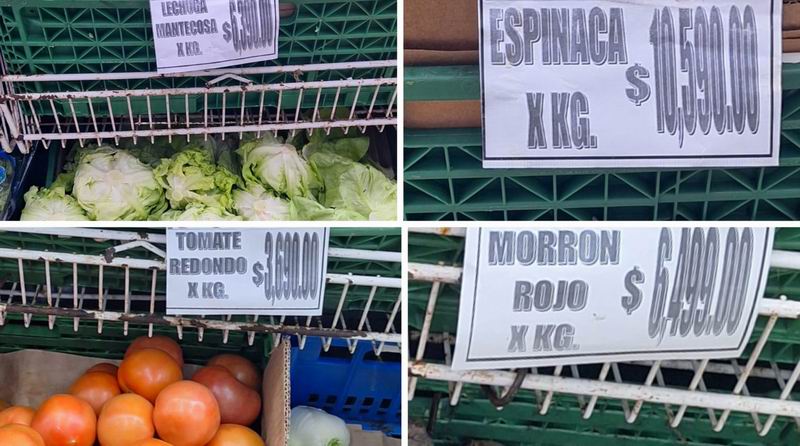 LECHUGA
MANTECOSA
X KG.
$6,390.00
ESPINACA
X KG.
$10,590.00
TOMATE
REDONDO
X KG.
$3,690.00
MORRON
ROJO
X KG.
$6,499.00